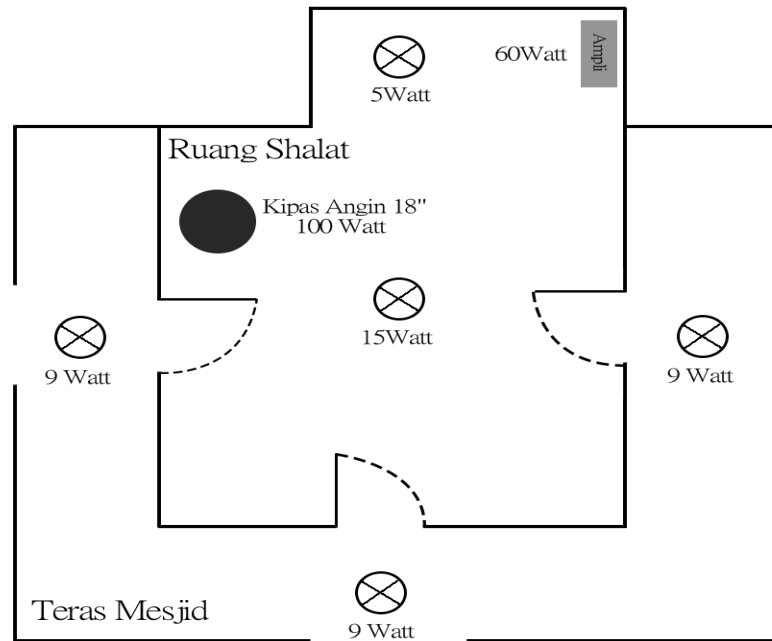 60Watt
Ampli
5Watt
Ruang Shalat
Kipas Angin 18"
100 Watt
15Watt
9 Watt
9 Watt
Teras Mesjid
9 Watt